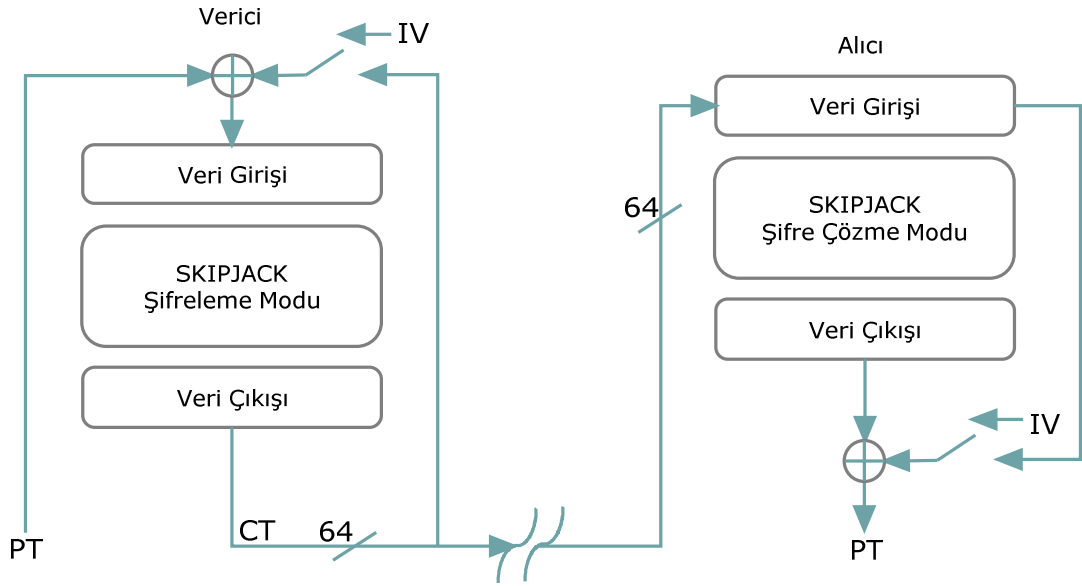 Verici
IV
Veri Girişi
SKIPJACK
Şifreleme Modu
Veri Çıkışı
PT
CT
64
Alıcı
Veri Girişi
64
SKIPJACK
Şifre Çözme Modu
Veri Çıkışı
IV
PT